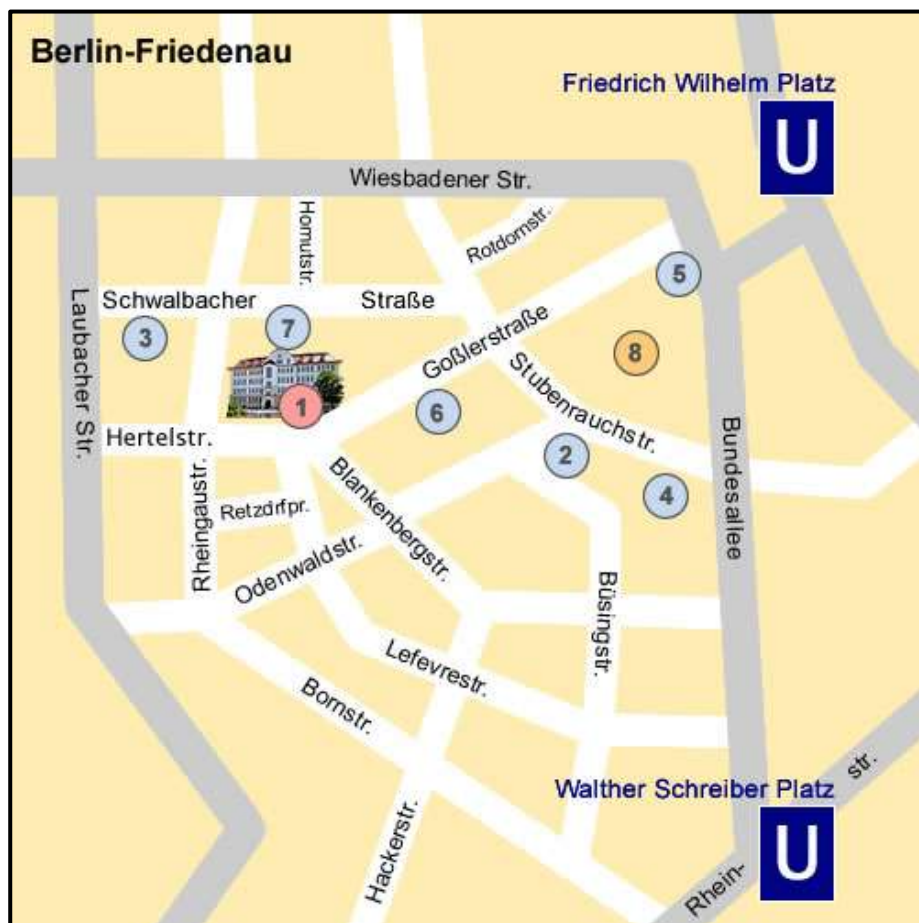 Berlin-Friedenau
Friedrich Wilhelm Platz
U
Wiesbadener Str.
Homutstr.
Rotdornstr.
5
Laubacher Str.
Schwalbacher
Straße
3
7
Goßlerstraße
8
Stubenrauchstr.
1
6
Hertelstr.
Bundesallee
2
4
Rheingaustr.
Retzdrfpr.
Blankenbergstr.
Odenwaldstr.
Büsingstr.
Lefevrestr.
Bornstr.
Walther Schreiber Platz
U
Hackerstr.
Rhein-
str.